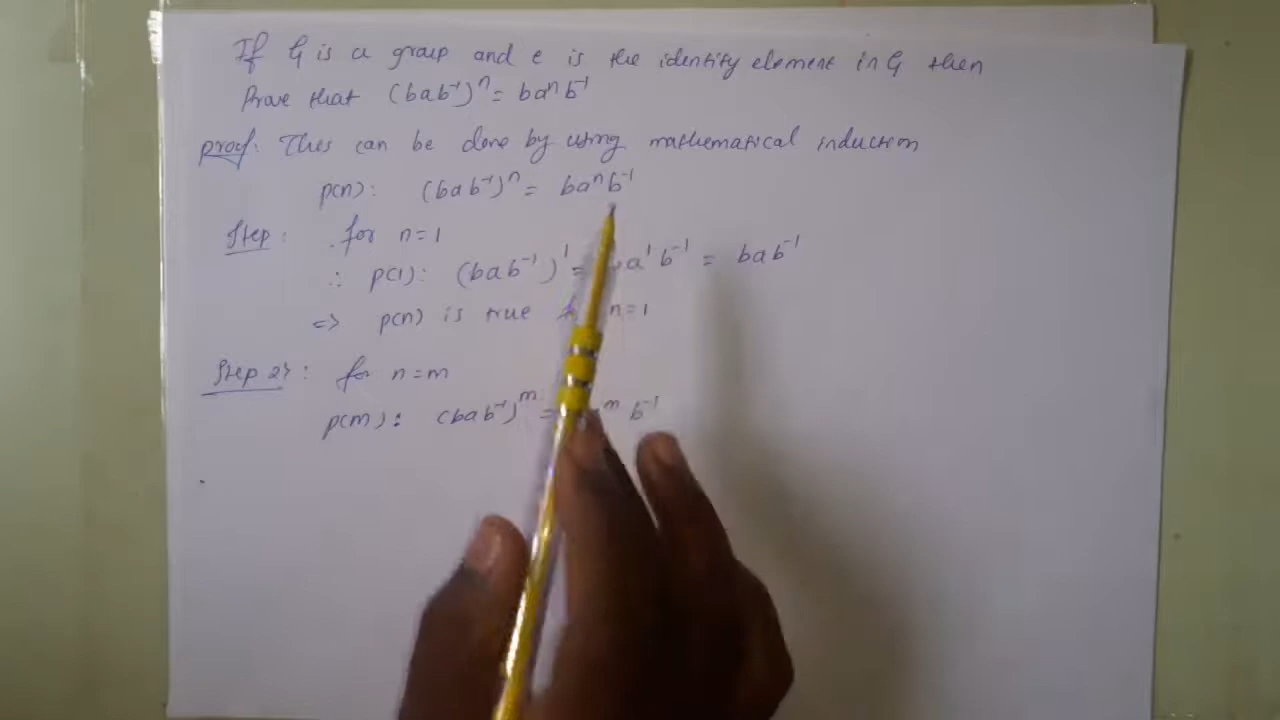 If G is a group and e is the identity element in G then
Prove that (bab⁻¹)ⁿ = baⁿb⁻¹
proof: This can be done by using mathematical induction
p(n): (bab⁻¹)ⁿ = baⁿb⁻¹
Step: for n=1
∴ p(1): (bab⁻¹)¹ = a¹ b⁻¹ = bab⁻¹
=> p(n) is true n=1
Step 2: for n=m
p(m): (bab⁻¹)ᵐ = ᵐ b⁻¹